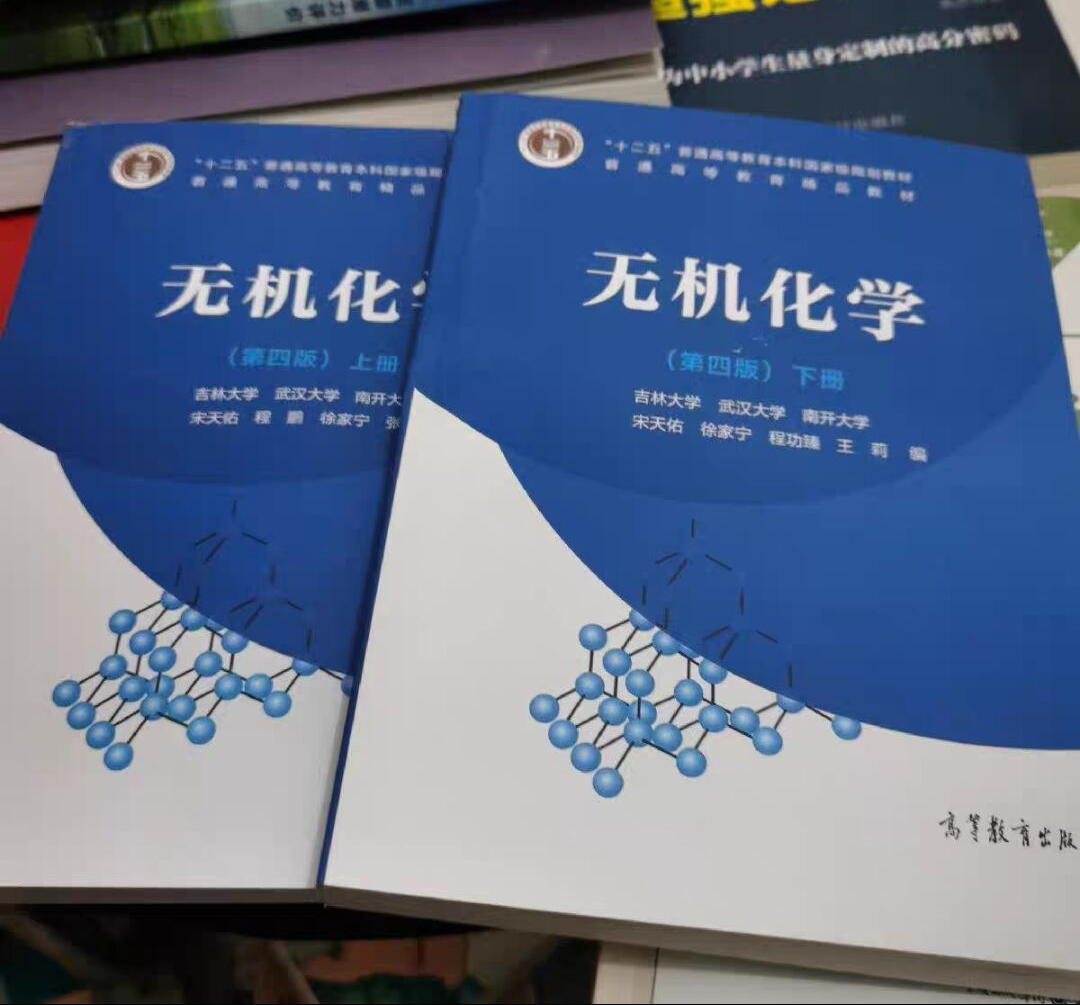 为中小学生量身定制的高分密码
"十二五"普通高等教育本科国家级规
普通高等教育精品
无机化
(第四版) 上册
吉林大学 武汉大学 南开大
宋天佑 程 鹏 徐家宁 张
"十二五"普通高等教育本科国家级规划教材
普通高等教育精品教材
无机化学
(第四版) 下册
吉林大学 武汉大学 南开大学
宋天佑 徐家宁 程功臻 王 莉 编
高等教育出版